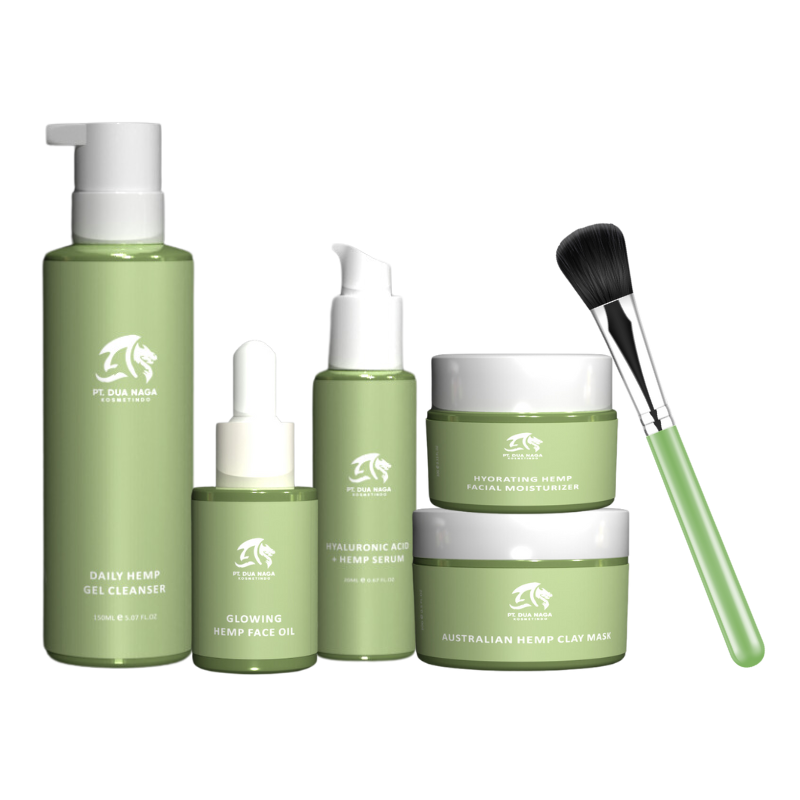 PT. DUA NAGA
KOSMETINDO
DAILY HEMP
GEL CLEANSER
150ML ℮ 5.07 FL.OZ
PT. DUA NAGA
KOSMETINDO
GLOWING
HEMP FACE OIL
PT. DUA NAGA
KOSMETINDO
HYALURONIC ACID
+ HEMP SERUM
PT. DUA NAGA
KOSMETINDO
HYDRATING HEMP
FACIAL MOISTURIZER
PT. DUA NAGA
KOSMETINDO
AUSTRALIAN HEMP CLAY MASK